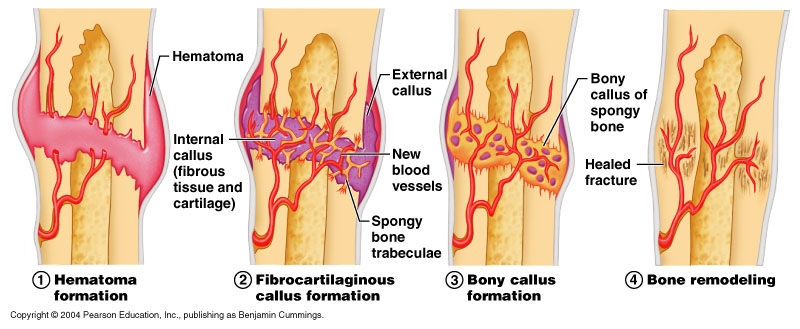 Hematoma
External
callus
Bony
callus of
spongy
bone
Internal
callus
(fibrous
tissue and
cartilage)
New
blood
vessels
Healed
fracture
Spongy
bone
trabeculae
1 Hematoma
formation
2 Fibrocartilaginous
callus formation
3 Bony callus
formation
4 Bone remodeling
Copyright © 2004 Pearson Education, Inc., publishing as Benjamin Cummings.